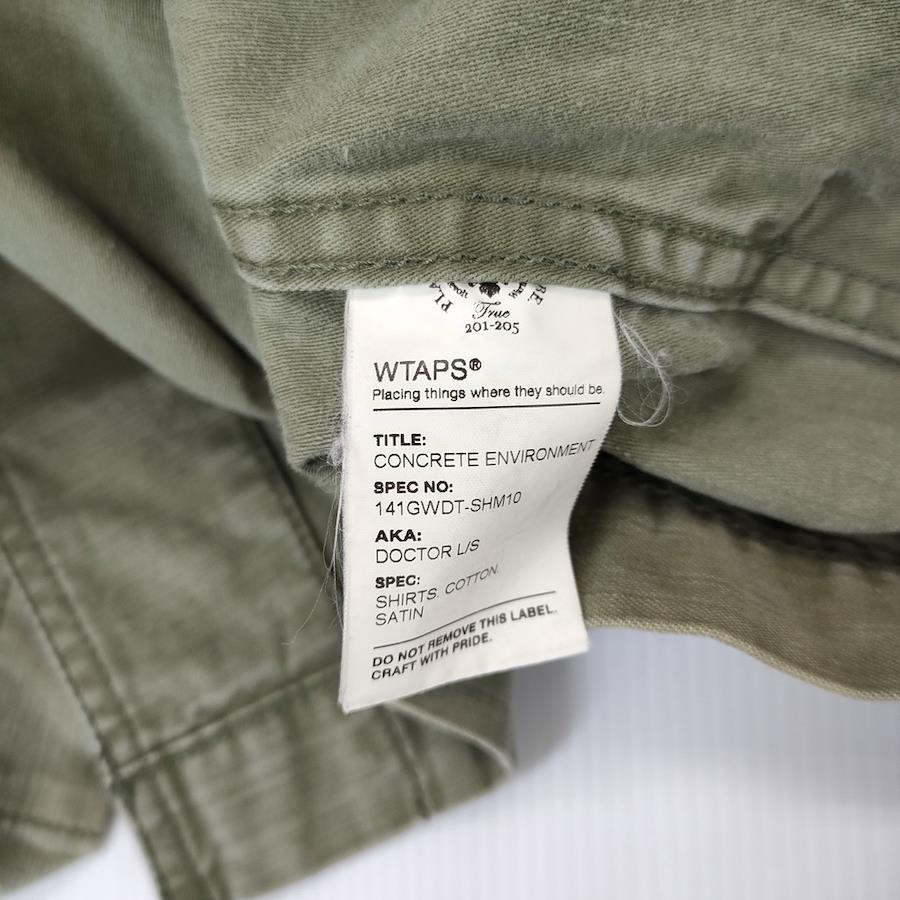 True
201-205
WTAPS®
Placing things where they should be.
TITLE:
CONCRETE ENVIRONMENT
SPEC NO:
141GWDT-SHM10
AKA:
DOCTOR L/S
SPEC:
SHIRTS. COTTON.
SATIN
DO NOT REMOVE THIS LABEL.
CRAFT WITH PRIDE.